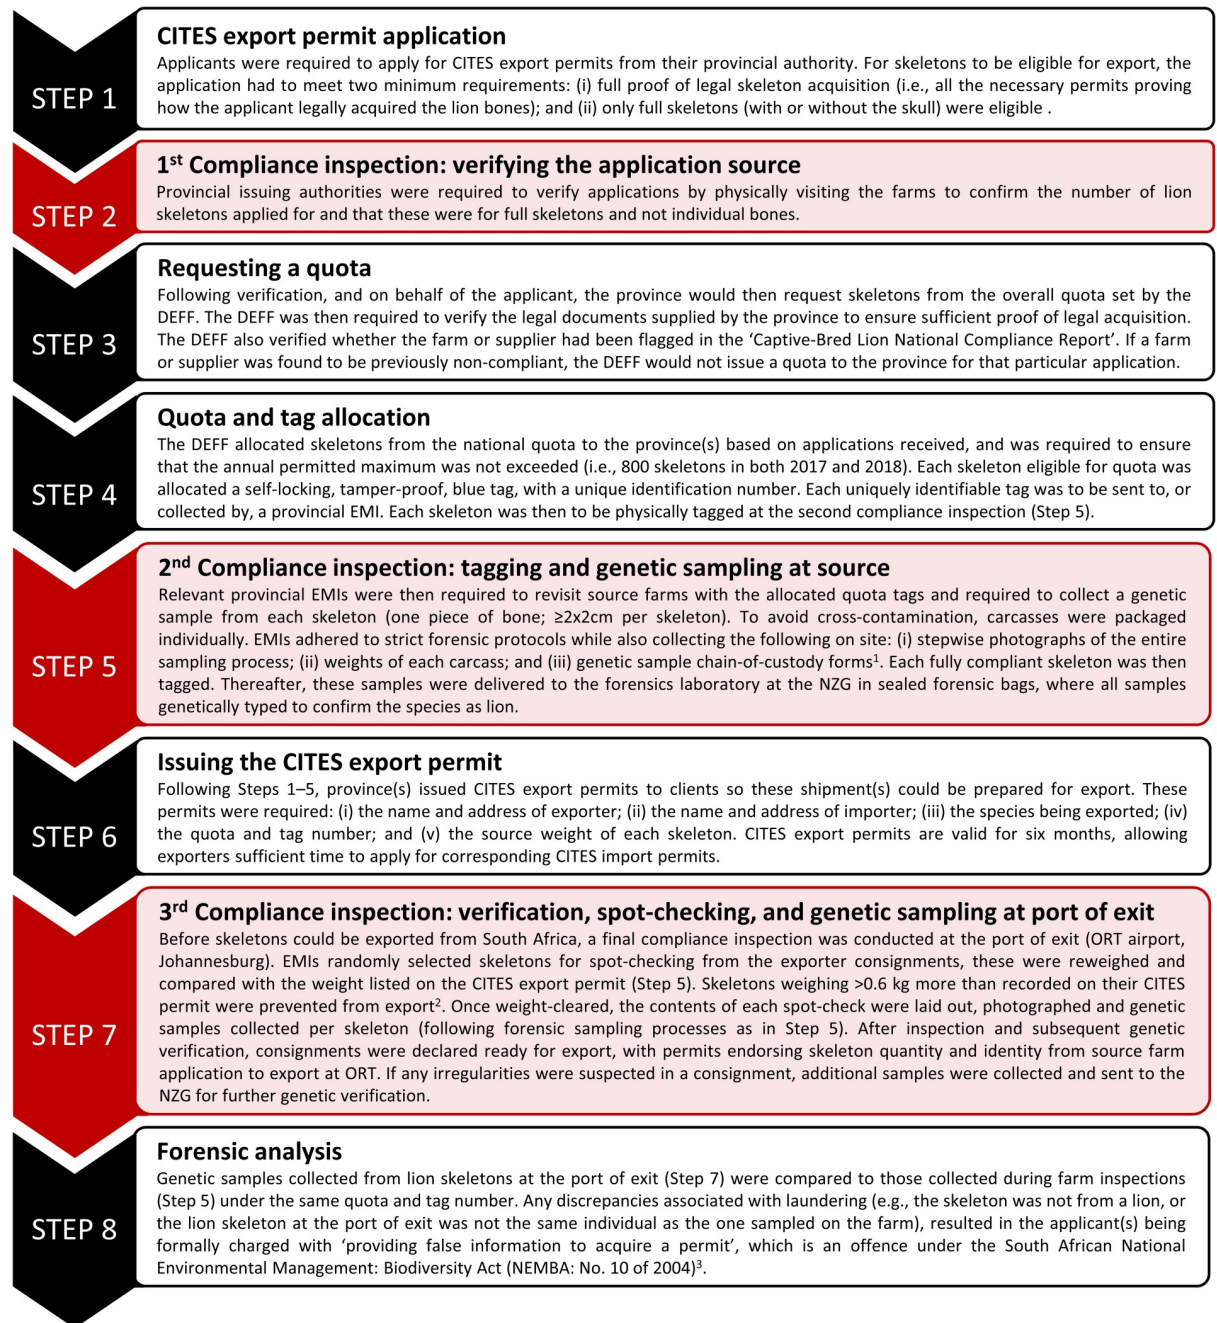 CITES export permit application
Applicants were required to apply for CITES export permits from their provincial authority. For skeletons to be eligible for export, the
application had to meet two minimum requirements: (i) full proof of legal skeleton acquisition (i.e., all the necessary permits proving
how the applicant legally acquired the lion bones); and (ii) only full skeletons (with or without the skull) were eligible .
STEP 1
1st Compliance inspection: verifying the application source
Provincial issuing authorities were required to verify applications by physically visiting the farms to confirm the number of lion
skeletons applied for and that these were for full skeletons and not individual bones.
STEP 2
Requesting a quota
Following verification, and on behalf of the applicant, the province would then request skeletons from the overall quota set by the
DEFF. The DEFF was then required to verify the legal documents supplied by the province to ensure sufficient proof of legal acquisition.
The DEFF also verified whether the farm or supplier had been flagged in the ‘Captive-Bred Lion National Compliance Report’. If a farm
or supplier was found to be previously non-compliant, the DEFF would not issue a quota to the province for that particular application.
STEP 3
Quota and tag allocation
The DEFF allocated skeletons from the national quota to the province(s) based on applications received, and was required to ensure
that the annual permitted maximum was not exceeded (i.e., 800 skeletons in both 2017 and 2018). Each skeleton eligible for quota was
allocated a self-locking, tamper-proof, blue tag, with a unique identification number. Each uniquely identifiable tag was to be sent to, or
collected by, a provincial EMI. Each skeleton was then to be physically tagged at the second compliance inspection (Step 5).
STEP 4
2nd Compliance inspection: tagging and genetic sampling at source
Relevant provincial EMIs were then required to revisit source farms with the allocated quota tags and required to collect a genetic
sample from each skeleton (one piece of bone; ≥2x2cm per skeleton). To avoid cross-contamination, carcasses were packaged
individually. EMIs adhered to strict forensic protocols while also collecting the following on site: (i) stepwise photographs of the entire
sampling process; (ii) weights of each carcass; and (iii) genetic sample chain-of-custody forms¹. Each fully compliant skeleton was then
tagged. Thereafter, these samples were delivered to the forensics laboratory at the NZG in sealed forensic bags, where all samples
genetically typed to confirm the species as lion.
STEP 5
Issuing the CITES export permit
Following Steps 1–5, province(s) issued CITES export permits to clients so these shipment(s) could be prepared for export. These
permits were required: (i) the name and address of exporter; (ii) the name and address of importer; (iii) the species being exported; (iv)
the quota and tag number; and (v) the source weight of each skeleton. CITES export permits are valid for six months, allowing
exporters sufficient time to apply for corresponding CITES import permits.
STEP 6
3rd Compliance inspection: verification, spot-checking, and genetic sampling at port of exit
Before skeletons could be exported from South Africa, a final compliance inspection was conducted at the port of exit (ORT airport,
Johannesburg). EMIs randomly selected skeletons for spot-checking from the exporter consignments, these were reweighed and
compared with the weight listed on the CITES export permit (Step 5). Skeletons weighing >0.6 kg more than recorded on their CITES
permit were prevented from export². Once weight-cleared, the contents of each spot-check were laid out, photographed and genetic
samples collected per skeleton (following forensic sampling processes as in Step 5). After inspection and subsequent genetic
verification, consignments were declared ready for export, with permits endorsing skeleton quantity and identity from source farm
application to export at ORT. If any irregularities were suspected in a consignment, additional samples were collected and sent to the
NZG for further genetic verification.
STEP 7
Forensic analysis
Genetic samples collected from lion skeletons at the port of exit (Step 7) were compared to those collected during farm inspections
(Step 5) under the same quota and tag number. Any discrepancies associated with laundering (e.g., the skeleton was not from a lion, or
the lion skeleton at the port of exit was not the same individual as the one sampled on the farm), resulted in the applicant(s) being
formally charged with ‘providing false information to acquire a permit’, which is an offence under the South African National
Environmental Management: Biodiversity Act (NEMBA: No. 10 of 2004)³.
STEP 8